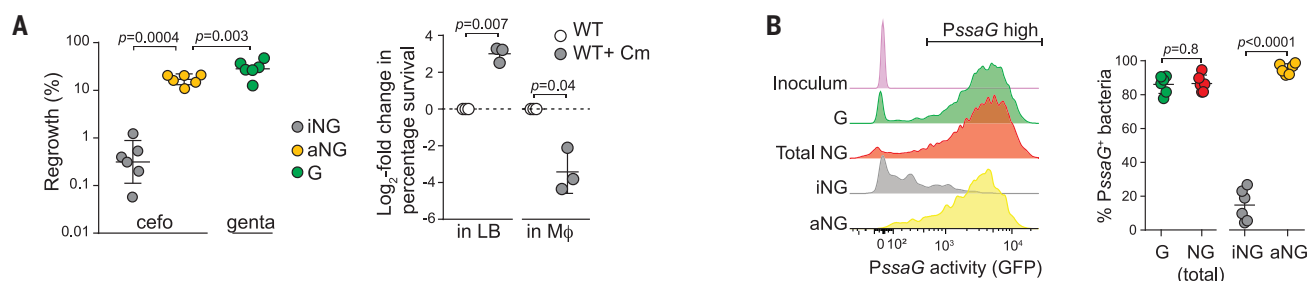 A
p=0.0004
p=0.003
Regrowth (%)
100
10
1
0.1
0.01
cefo
genta
iNG
aNG
G
Log2-fold change in
percentage survival
4
2
0
-2
-4
-6
p=0.007
p=0.04
in LB
in Mϕ
WT
WT+ Cm
B
PssaG high
Inoculum
G
Total NG
iNG
aNG
0 10²
10³
10⁴
PssaG activity (GFP)
% PssaG⁺ bacteria
100
80
60
40
20
0
p=0.8
p<0.0001
G
NG
iNG
aNG
(total)